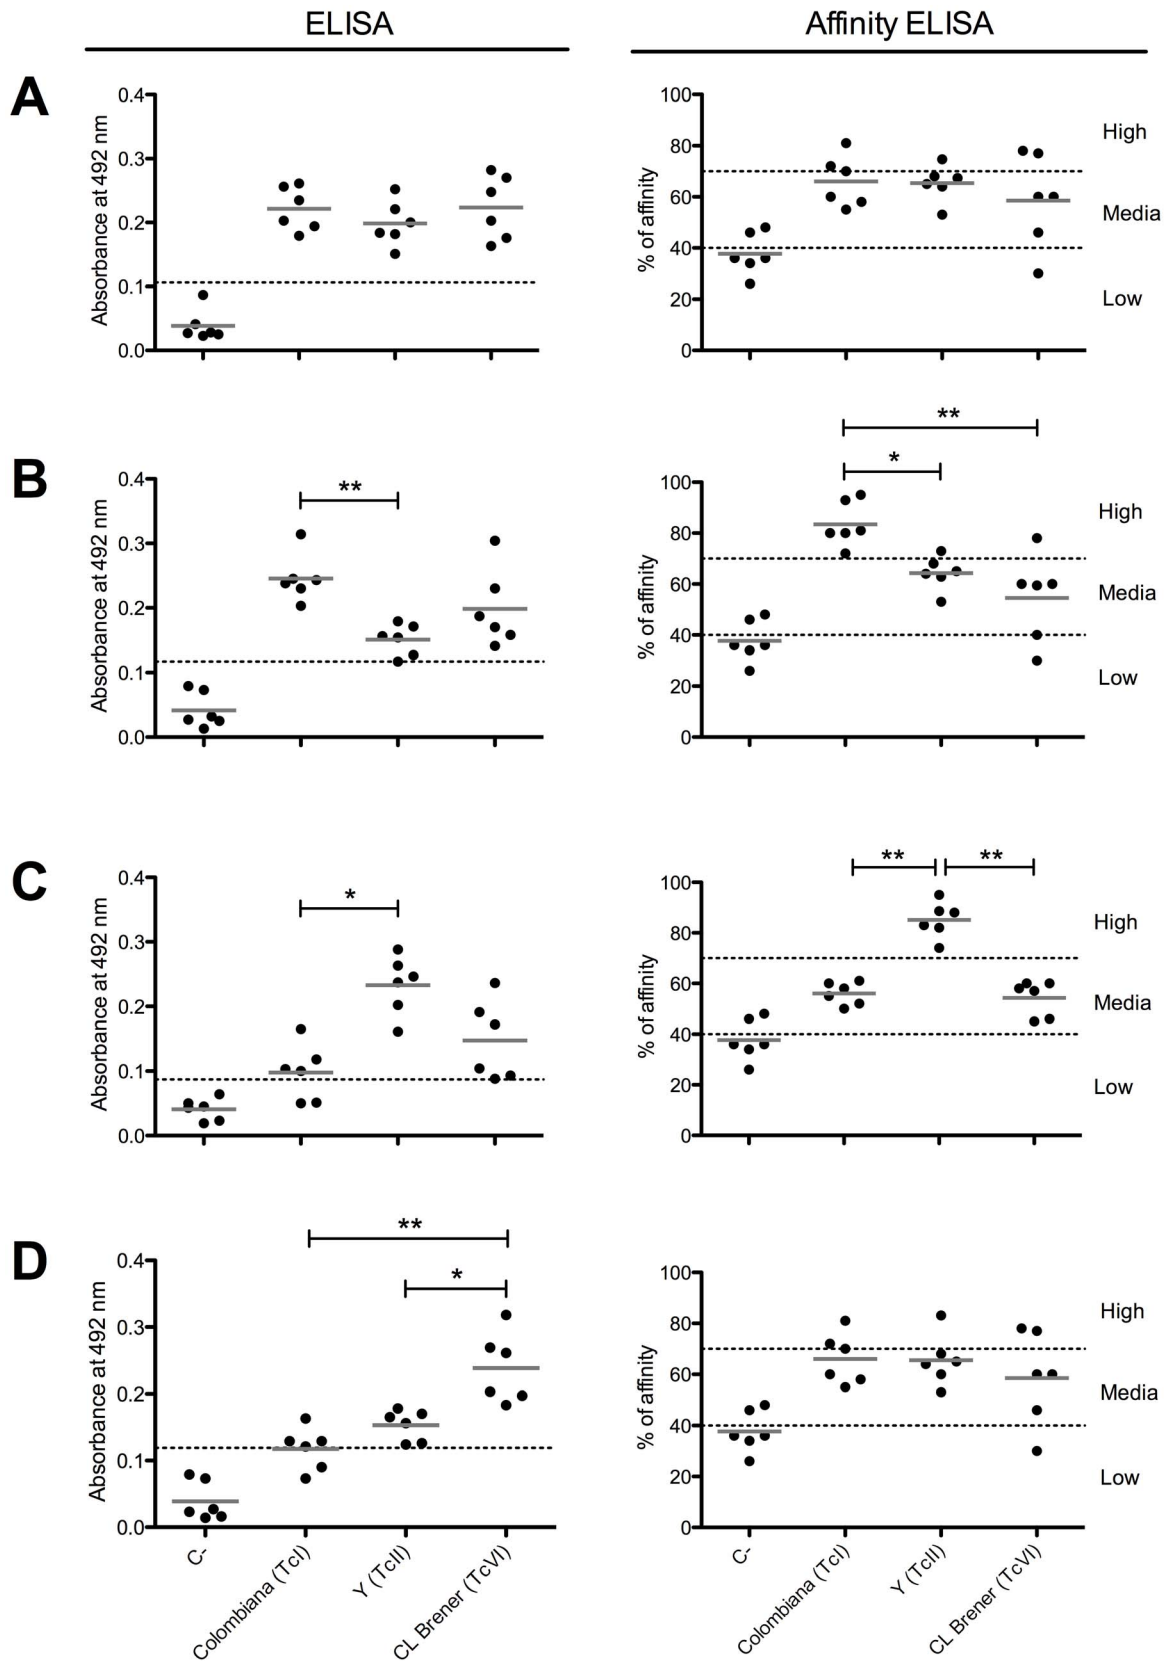 ELISA
Affinity ELISA
A
Absorbance at 492 nm
0.4
0.3
0.2
0.1
0.0
% of affinity
100
80
60
40
20
0
High
Media
Low
B
Absorbance at 492 nm
0.4
0.3
0.2
0.1
0.0
**
% of affinity
100
80
60
40
20
0
**
*
High
Media
Low
C
Absorbance at 492 nm
0.4
0.3
0.2
0.1
0.0
*
% of affinity
100
80
60
40
20
0
**
**
High
Media
Low
D
Absorbance at 492 nm
0.4
0.3
0.2
0.1
0.0
**
*
C-
Colombiana (TcI)
Y (TcII)
CL Brener (TcVI)
% of affinity
100
80
60
40
20
0
High
Media
Low
C-
Colombiana (TcI)
Y (TcII)
CL Brener (TcVI)